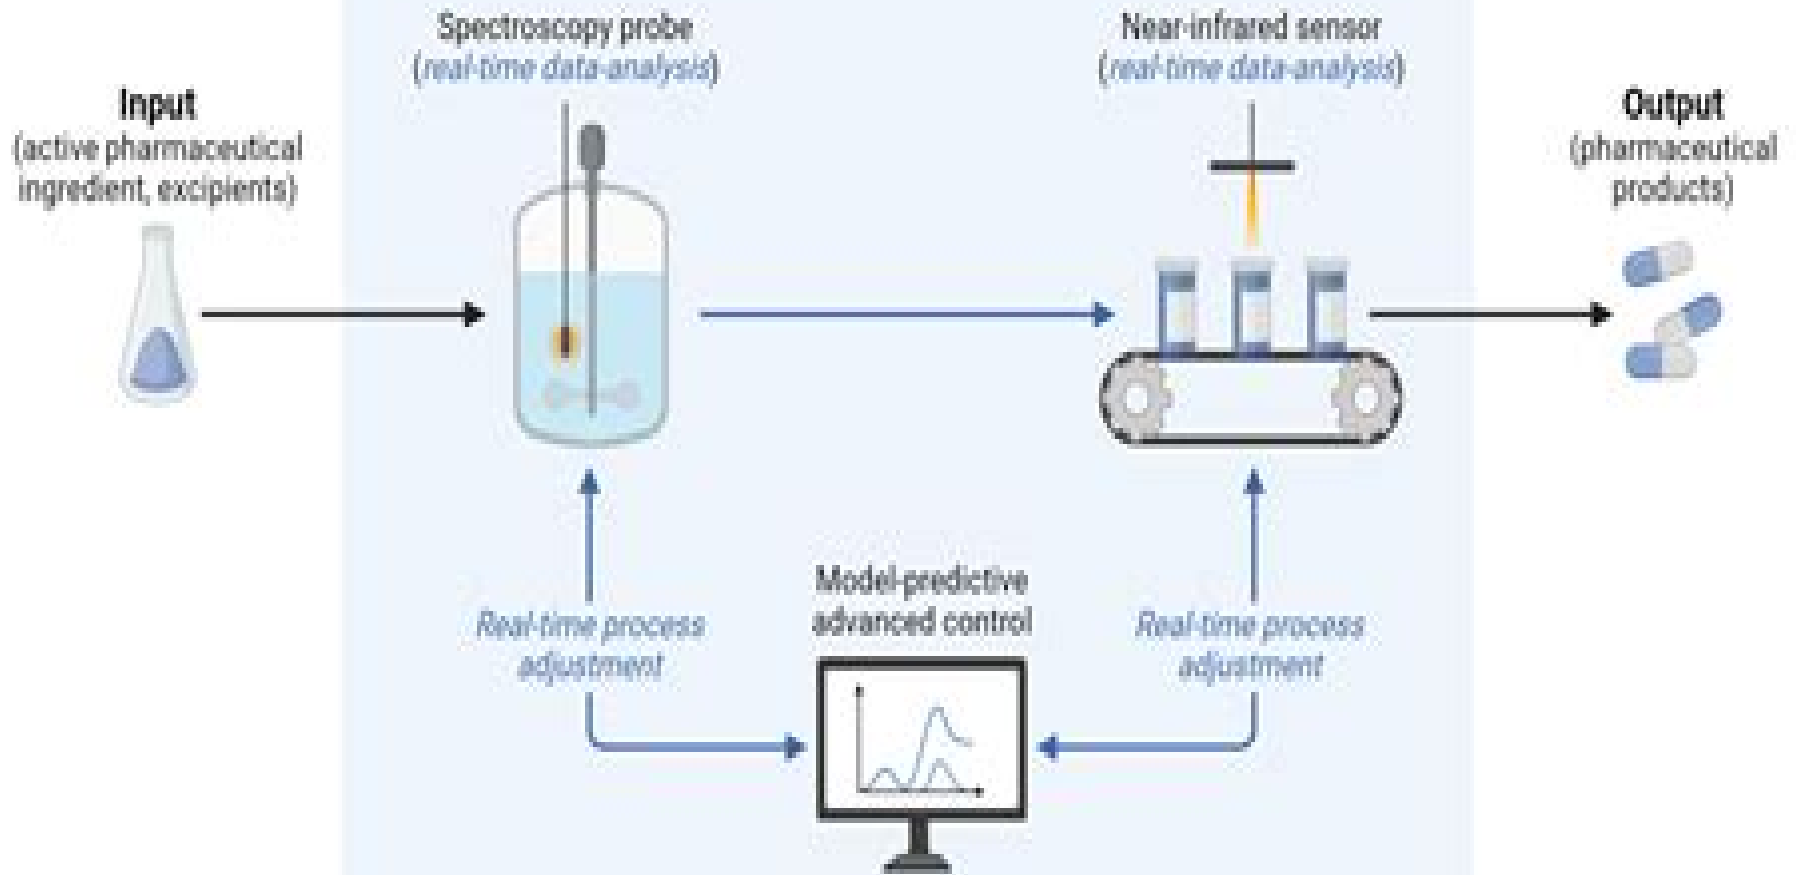 Spectroscopy probe
(real-time data-analysis)
Near-infrared sensor
(real-time data-analysis)
Input
(active pharmaceutical
ingredient, excipients)
Output
(pharmaceutical
products)
Real-time process
adjustment
Model-predictive
advanced control
Real-time process
adjustment